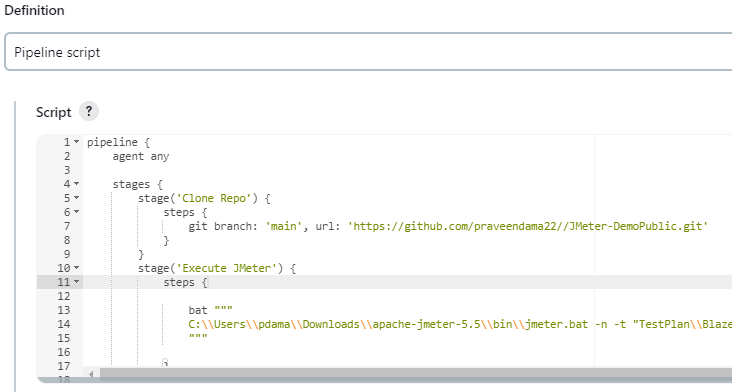 Definition
Pipeline script
Script ?
1 pipeline {
2     agent any
3
4     stages {
5         stage('Clone Repo') {
6             steps {
7                 git branch: 'main', url: 'https://github.com/praveendama22//JMeter-DemoPublic.git'
8             }
9         }
10         stage('Execute JMeter') {
11             steps {
12
13                 bat """
14                 C:\\Users\\pdama\\Downloads\\apache-jmeter-5.5\\bin\\jmeter.bat -n -t "TestPlan\\Blaze
15                 """
16
17             }
18